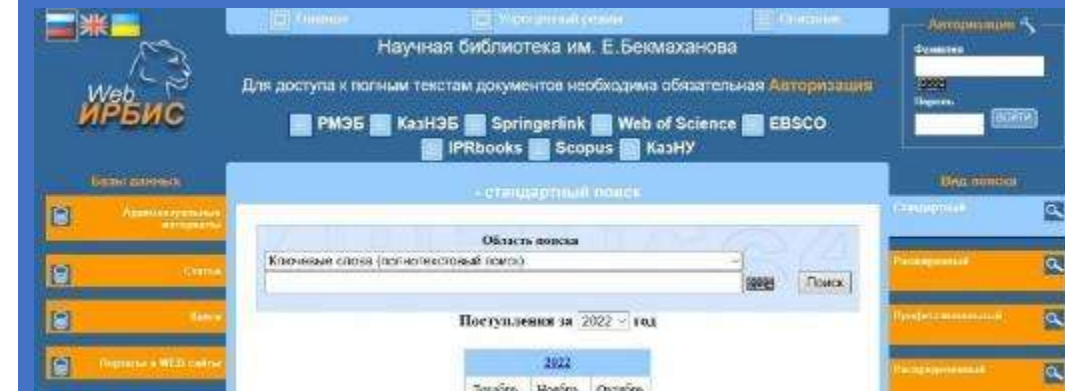 Главная Упрощенный режим Описание
Авторизация
Научная библиотека им. Е.Бекмаханова
Фамилия
Для доступа к полным текстам документов необходима обязательная Авторизация
Web
ИРБИС
Пароль
ВОЙТИ
РМЭБ КазНЭБ Springerlink Web of Science EBSCO
IPRbooks Scopus КазНУ
Базы данных
- стандартный поиск
Вид поиска
Стандартный
Область поиска
Ключевые слова (полнотекстовый поиск)
Поиск
Статьи
Расширенный
Книги
Поступления за 2022 год
Профессиональный
Порталы и WEB сайты
2022
Распределенный
Декабрь Ноябрь Октябрь